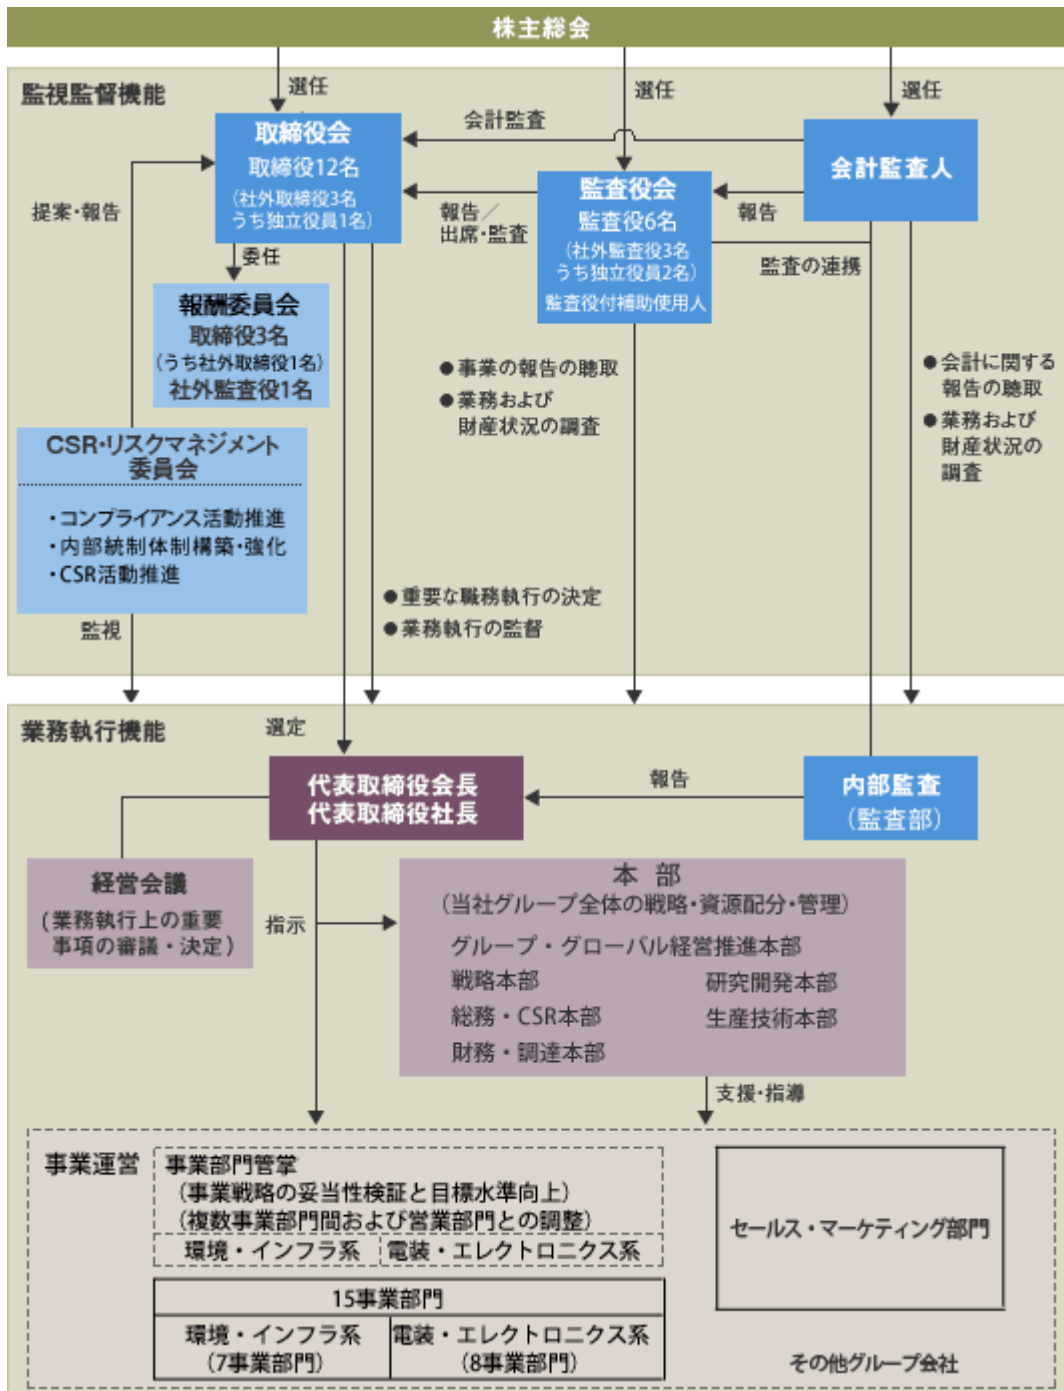 株主総会
監視監督機能
選任
選任
選任
取締役会
取締役12名
(社外取締役3名
うち独立役員1名)
会計監査
会計監査人
監査役会
監査役6名
(社外監査役3名
うち独立役員2名)
監査役付補助使用人
提案・報告
報告／
出席・監査
報告
監査の連携
委任
報酬委員会
取締役3名
(うち社外取締役1名)
社外監査役1名
●事業の報告の聴取
●業務および
財産状況の調査
●会計に関する
報告の聴取
●業務および
財産状況の
調査
CSR・リスクマネジメント
委員会
・コンプライアンス活動推進
・内部統制体制構築・強化
・CSR活動推進
監視
●重要な職務執行の決定
●業務執行の監督
業務執行機能
選定
代表取締役会長
代表取締役社長
報告
内部監査
(監査部)
経営会議
(業務執行上の重要
事項の審議・決定)
指示
本 部
(当社グループ全体の戦略・資源配分・管理)
グループ・グローバル経営推進本部
戦略本部 研究開発本部
総務・CSR本部 生産技術本部
財務・調達本部
支援・指導
事業運営
事業部門管掌
(事業戦略の妥当性検証と目標水準向上)
(複数事業部門間および営業部門との調整)
環境・インフラ系 電装・エレクトロニクス系
15事業部門
環境・インフラ系 電装・エレクトロニクス系
(7事業部門) (8事業部門)
セールス・マーケティング部門
その他グループ会社